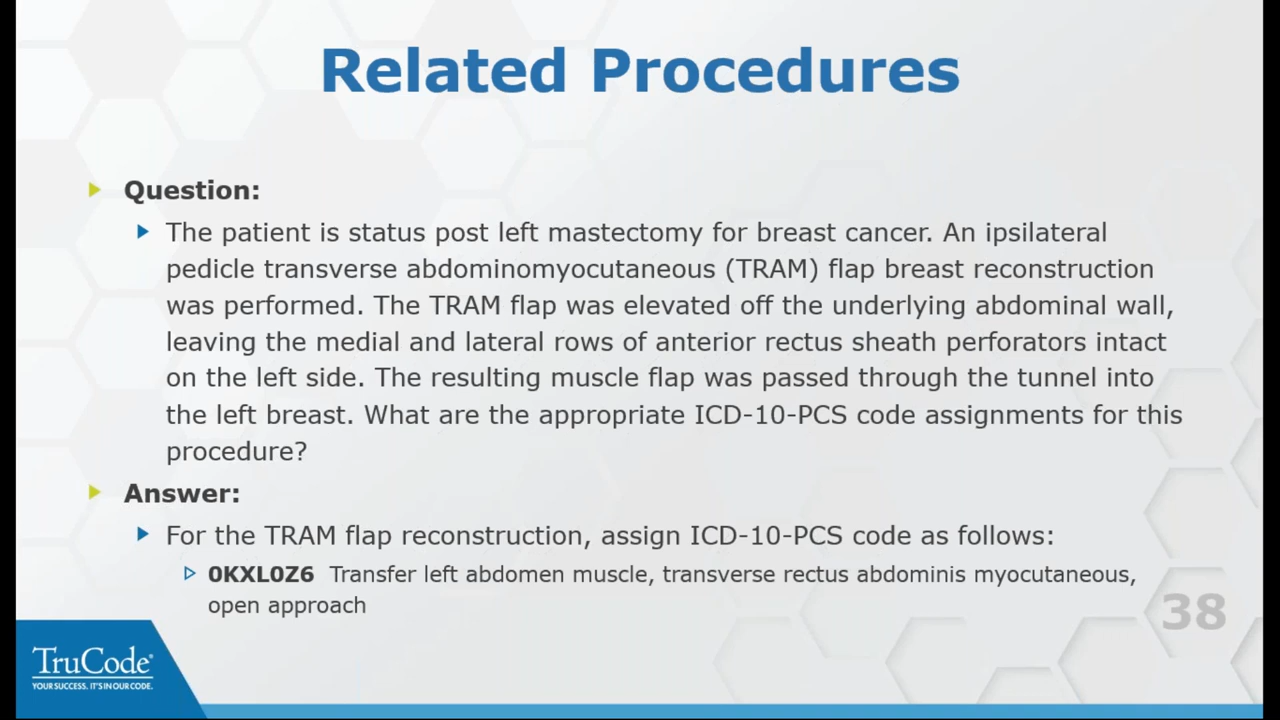 Related Procedures
Question:
The patient is status post left mastectomy for breast cancer. An ipsilateral
pedicle transverse abdominomyocutaneous (TRAM) flap breast reconstruction
was performed. The TRAM flap was elevated off the underlying abdominal wall,
leaving the medial and lateral rows of anterior rectus sheath perforators intact
on the left side. The resulting muscle flap was passed through the tunnel into
the left breast. What are the appropriate ICD-10-PCS code assignments for this
procedure?
Answer:
For the TRAM flap reconstruction, assign ICD-10-PCS code as follows:
0KXL0Z6 Transfer left abdomen muscle, transverse rectus abdominis myocutaneous,
open approach
38
TruCode®
YOUR SUCCESS. IT'S IN OUR CODE.